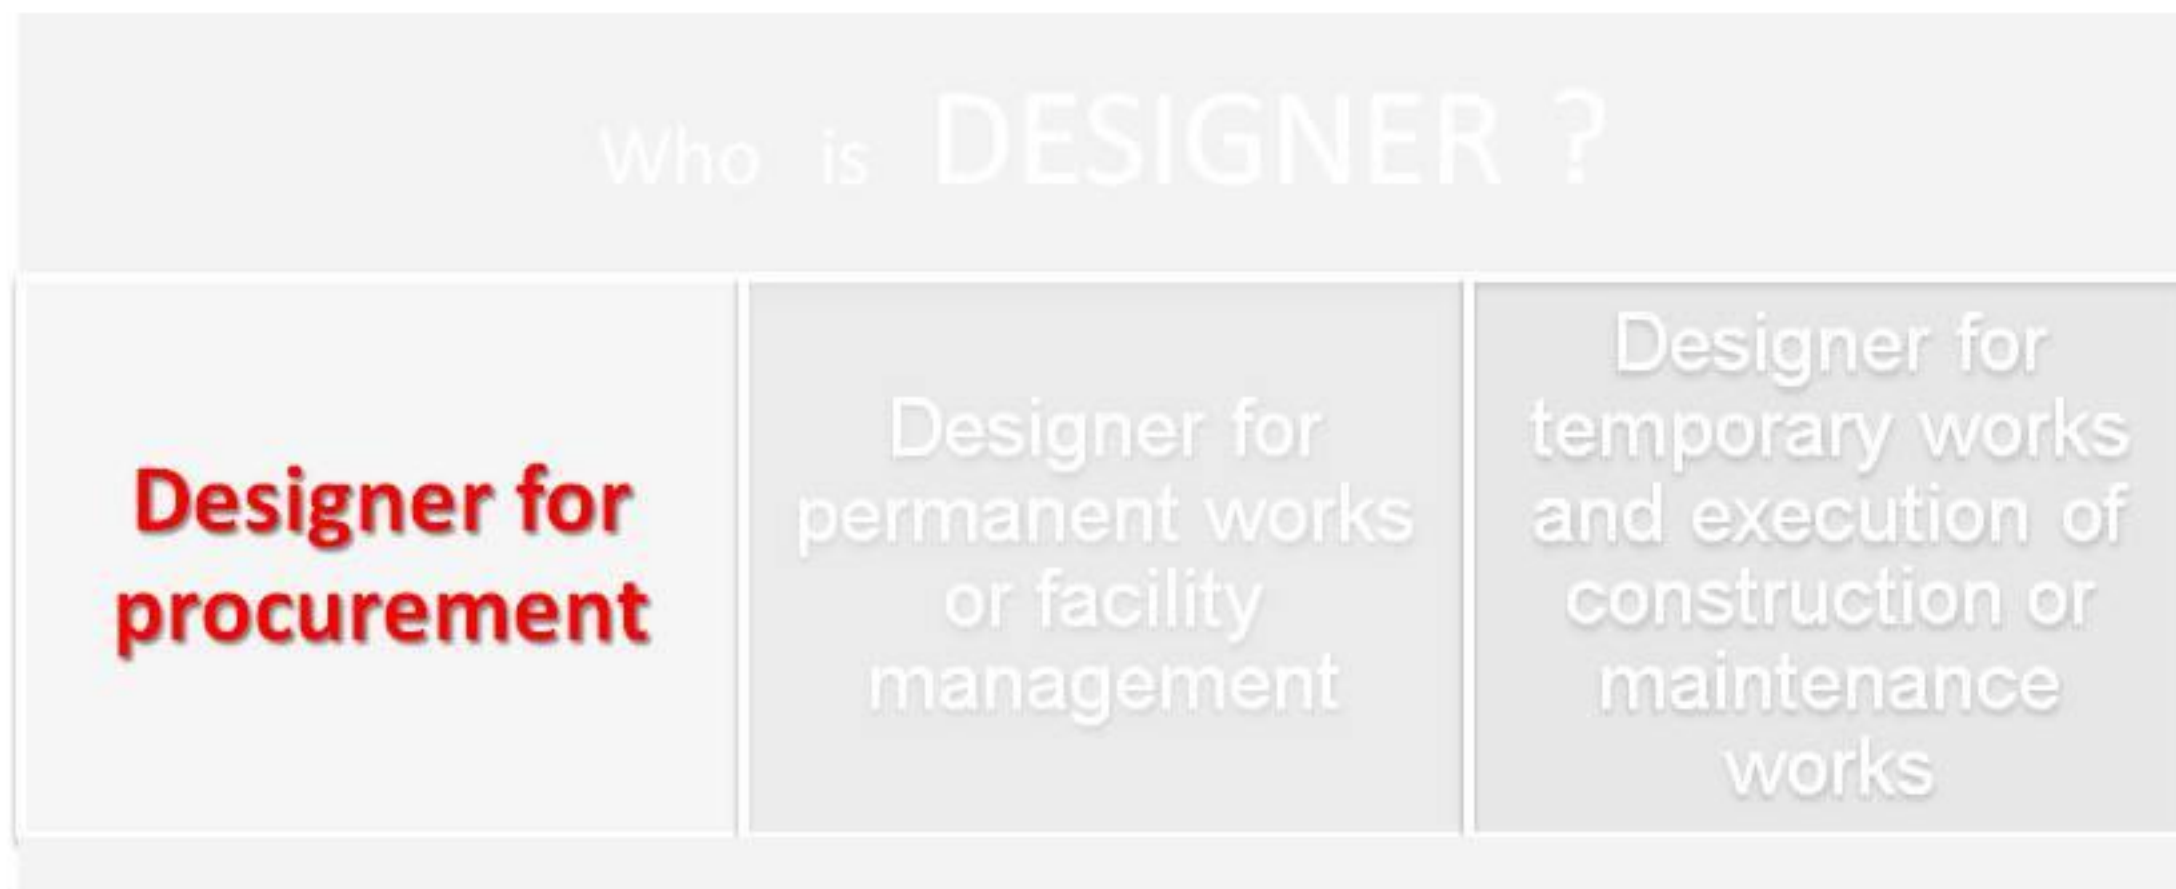 Who is DESIGNER ?
Designer for
procurement
Designer for
permanent works
or facility
management
Designer for
temporary works
and execution of
construction or
maintenance
works